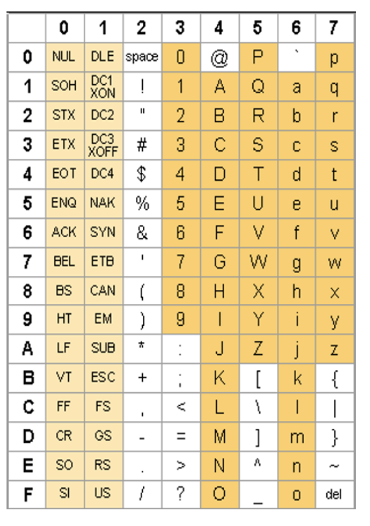 0 1 2 3 4 5 6 7
0 NUL DLE space 0 @ P ` p
1 SOH DC1 XON ! 1 A Q a q
2 STX DC2 " 2 B R b r
3 ETX DC3 XOFF # 3 C S c s
4 EOT DC4 $ 4 D T d t
5 ENQ NAK % 5 E U e u
6 ACK SYN & 6 F V f v
7 BEL ETB ' 7 G W g w
8 BS CAN ( 8 H X h x
9 HT EM ) 9 I Y i y
A LF SUB * : J Z j z
B VT ESC + ; K [ k {
C FF FS , < L \ l |
D CR GS - = M ] m }
E SO RS . > N ^ n ~
F SI US / ? O _ o del